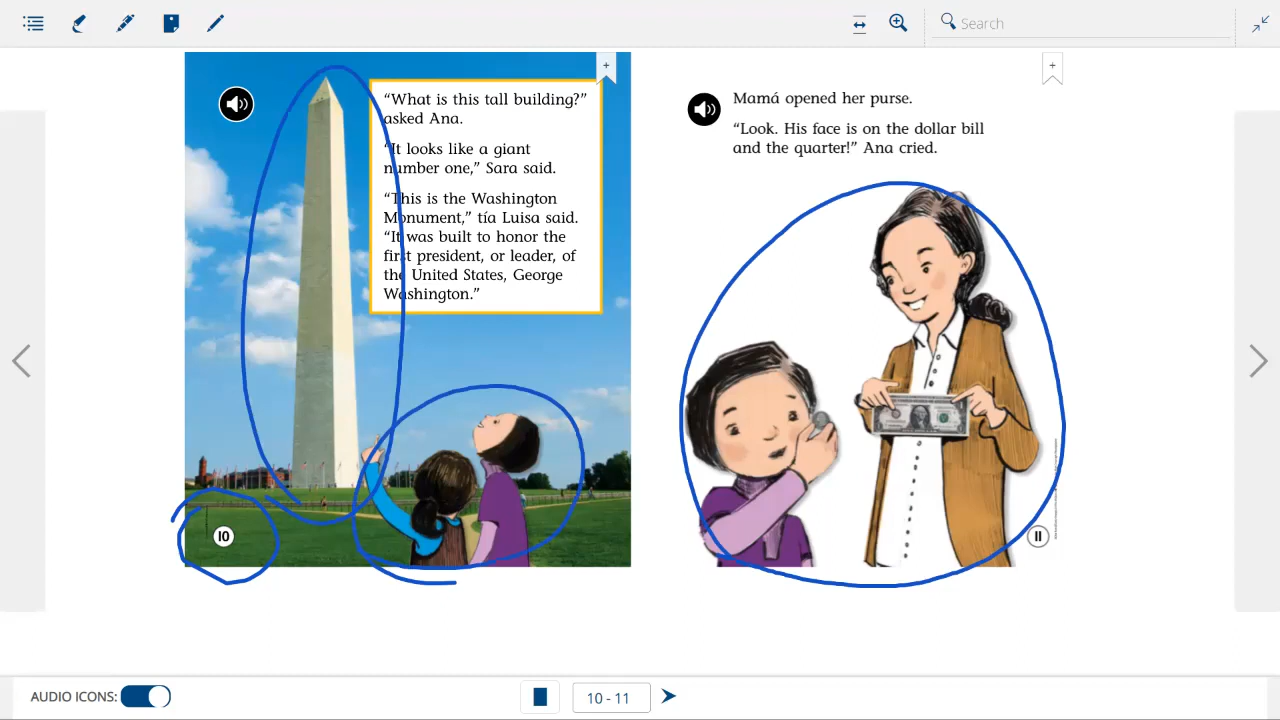 Search
“What is this tall building?”
asked Ana.
“It looks like a giant
number one,” Sara said.
“This is the Washington
Monument,” tía Luisa said.
“It was built to honor the
first president, or leader, of
the United States, George
Washington.”
10
Mamá opened her purse.
“Look. His face is on the dollar bill
and the quarter!” Ana cried.
11
AUDIO ICONS:
10 - 11